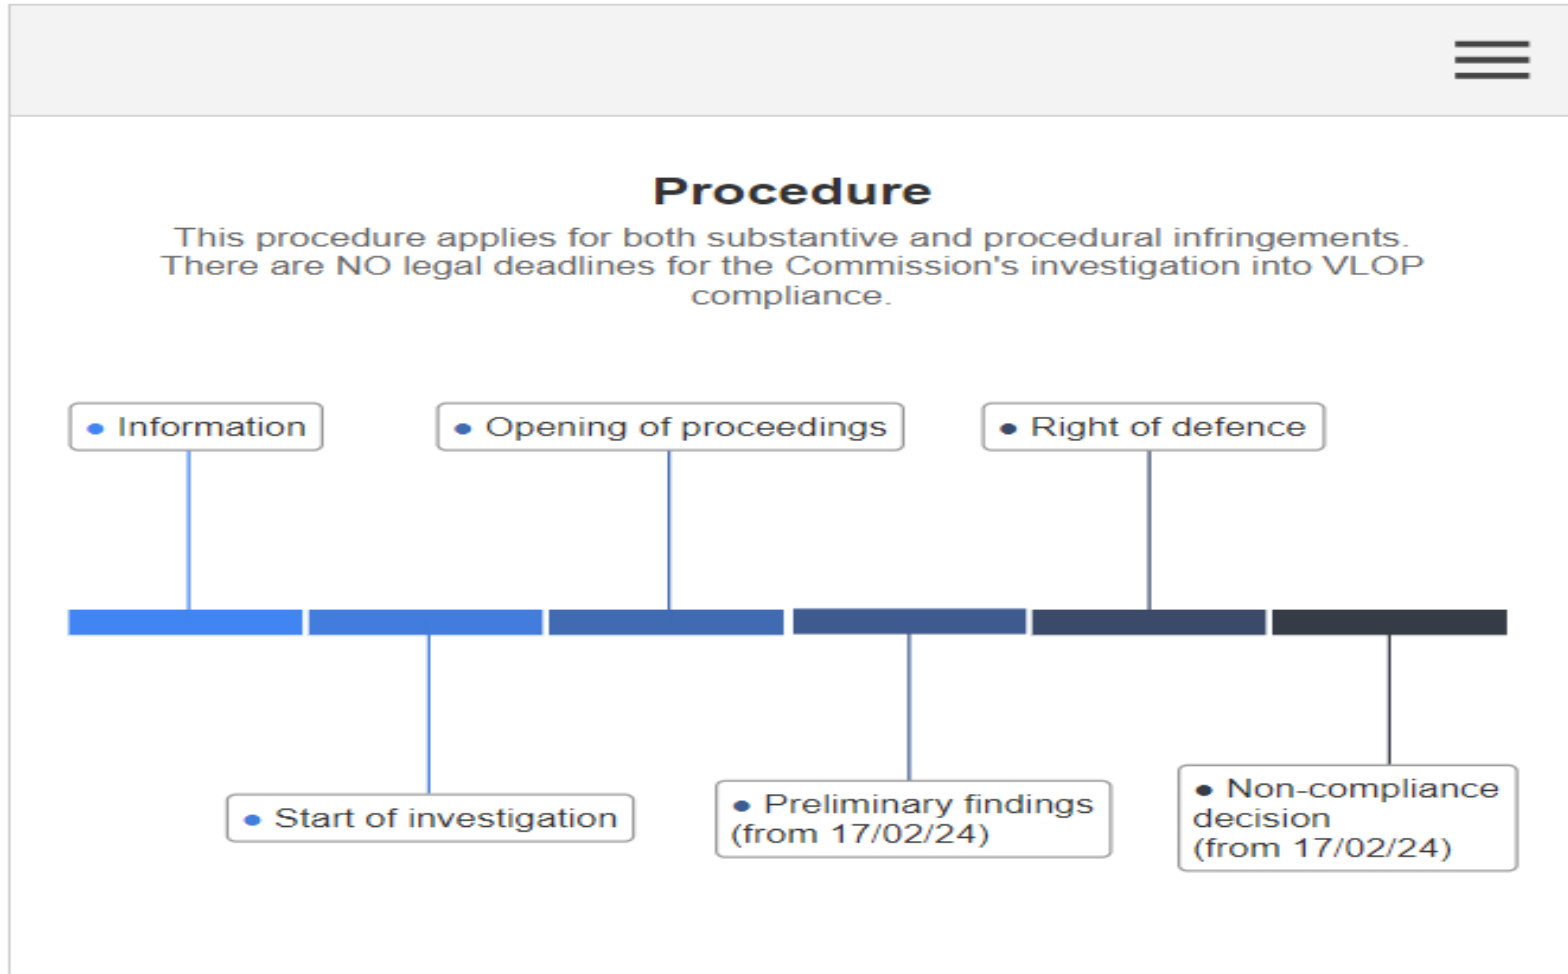 Procedure
This procedure applies for both substantive and procedural infringements.
There are NO legal deadlines for the Commission's investigation into VLOP
compliance.
• Information
• Opening of proceedings
• Right of defence
• Start of investigation
• Preliminary findings
(from 17/02/24)
• Non-compliance
decision
(from 17/02/24)